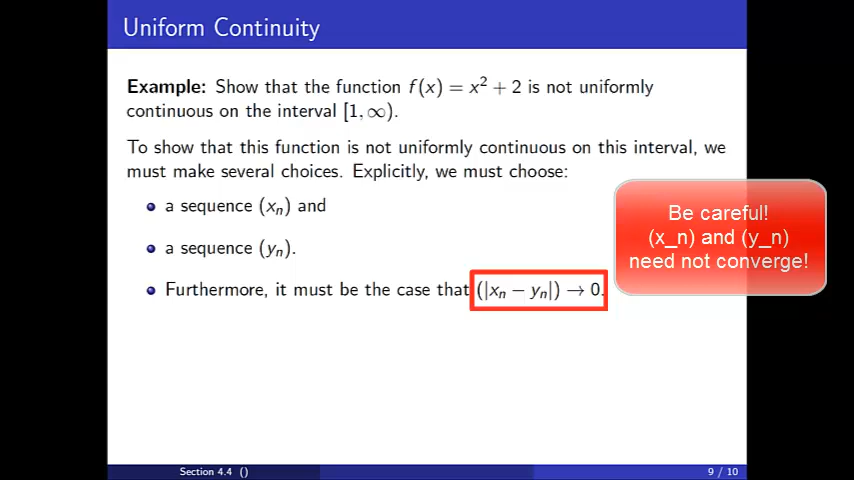 Uniform Continuity
Example: Show that the function f(x) = x² + 2 is not uniformly
continuous on the interval [1, ∞).
To show that this function is not uniformly continuous on this interval, we
must make several choices. Explicitly, we must choose:
a sequence (xₙ) and
a sequence (yₙ).
Furthermore, it must be the case that (|xₙ − yₙ|) → 0.
Be careful!
(x_n) and (y_n)
need not converge!
Section 4.4 ()
9 / 10